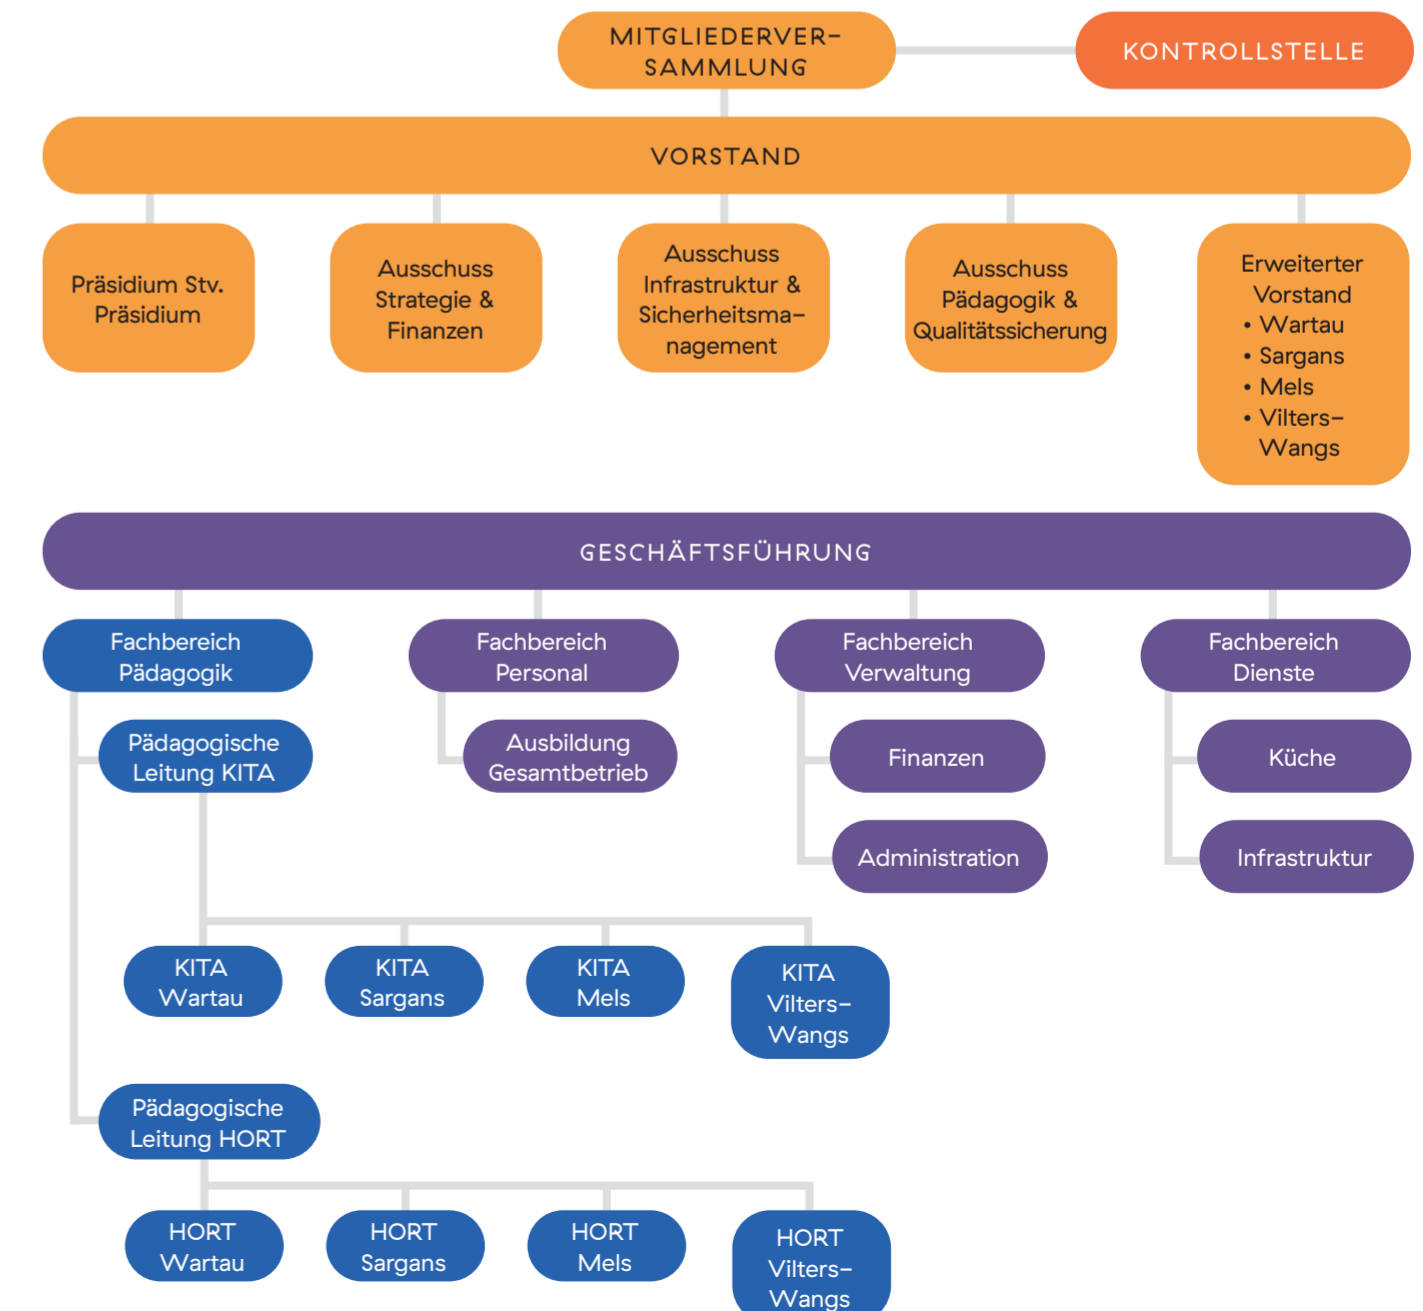 MITGLIEDERVER-
SAMMLUNG
KONTROLLSTELLE
VORSTAND
Präsidium Stv.
Präsidium
Ausschuss
Strategie &
Finanzen
Ausschuss
Infrastruktur &
Sicherheitsma-
nagement
Ausschuss
Pädagogik &
Qualitätssicherung
Erweiterter
Vorstand
• Wartau
• Sargans
• Mels
• Vilters-
Wangs
GESCHÄFTSFÜHRUNG
Fachbereich
Pädagogik
Fachbereich
Personal
Fachbereich
Verwaltung
Fachbereich
Dienste
Pädagogische
Leitung KITA
Ausbildung
Gesamtbetrieb
Finanzen
Küche
Administration
Infrastruktur
KITA
Wartau
KITA
Sargans
KITA
Mels
KITA
Vilters-
Wangs
Pädagogische
Leitung HORT
HORT
Wartau
HORT
Sargans
HORT
Mels
HORT
Vilters-
Wangs